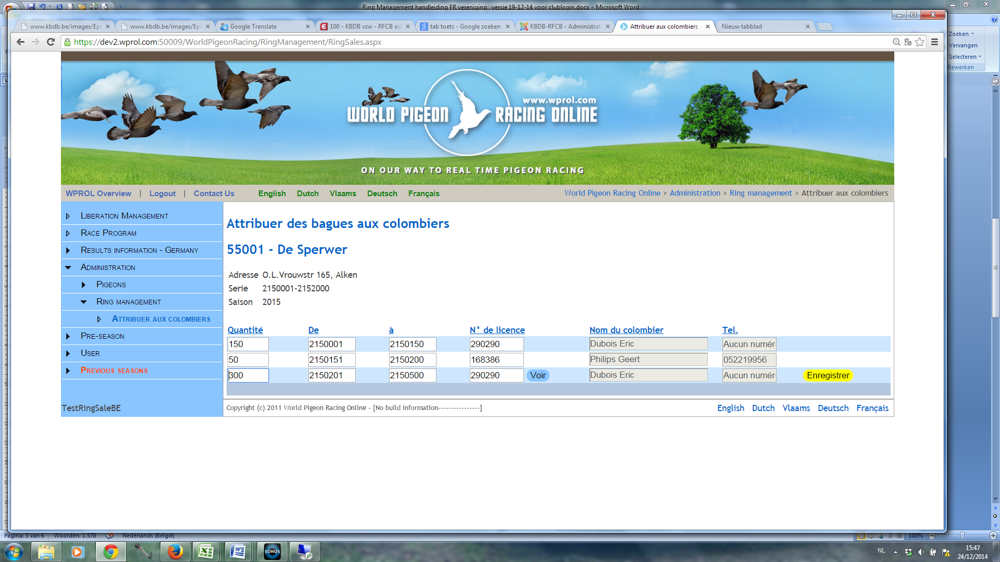 Ring Management handleiding FR vereniging_ versie 19-12-14 voor clublogin.docx - Microsoft Word
www.kbdb.be/images/Ep
www.kbdb.be/images/Ep
Google Translate
100 - KBDB vzw - RFCB as
tab toets - Google zoeken
KBDB-RFCB - Administrat
Attribuer aux colombiers -
Nieuw tabblad
https://dev2.wprol.com:50009/WorldPigeonRacing/RingManagement/RingSales.aspx
Zoeken
Vervangen
Selecteren
Bewerken
www.wprol.com
WORLD PIGEON RACING ONLINE
ON OUR WAY TO REAL TIME PIGEON RACING
WPROL Overview | Logout | Contact Us English Dutch Vlaams Deutsch Français
World Pigeon Racing Online > Administration > Ring management > Attribuer aux colombiers
Liberation Management
Race Program
Results information - Germany
Administration
Pigeons
Ring management
Attribuer aux colombiers
Pre-season
User
Previous seasons
TestRingSaleBE
Attribuer des bagues aux colombiers
55001 - De Sperwer
Adresse O.L.Vrouwstr 165, Alken
Serie 2150001-2152000
Saison 2015
Quantité De à N° de licence Nom du colombier Tel.
150 2150001 2150150 290290 Dubois Eric Aucun numér
50 2150151 2150200 168386 Philips Geert 052219956
300 2150201 2150500 290290 Voir Dubois Eric Aucun numér Enregistrer
Copyright (c) 2011 World Pigeon Racing Online - [No build information----------------]
English Dutch Vlaams Deutsch Français
Pagina: 3 van 6 Woorden: 1.578 Nederlands (België) 100%
SONOS
NL
15:47
24/12/2014